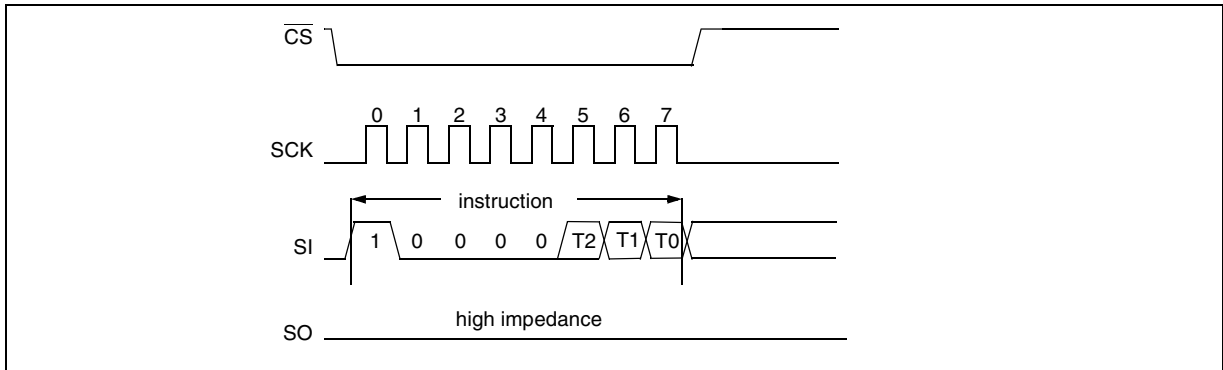 CS
0 1 2 3 4 5 6 7
SCK
instruction
SI 1 0 0 0 0 T2 T1 T0
high impedance
SO